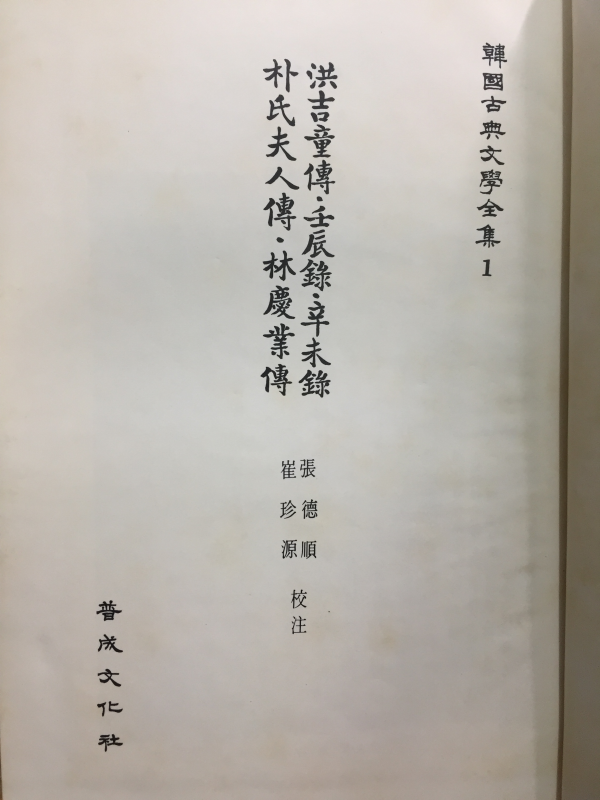 韓國古典文學全集 1
洪吉童傳·壬辰錄·辛未錄
朴氏夫人傳·林慶業傳
張德順
崔珍源
校注
普成文化社